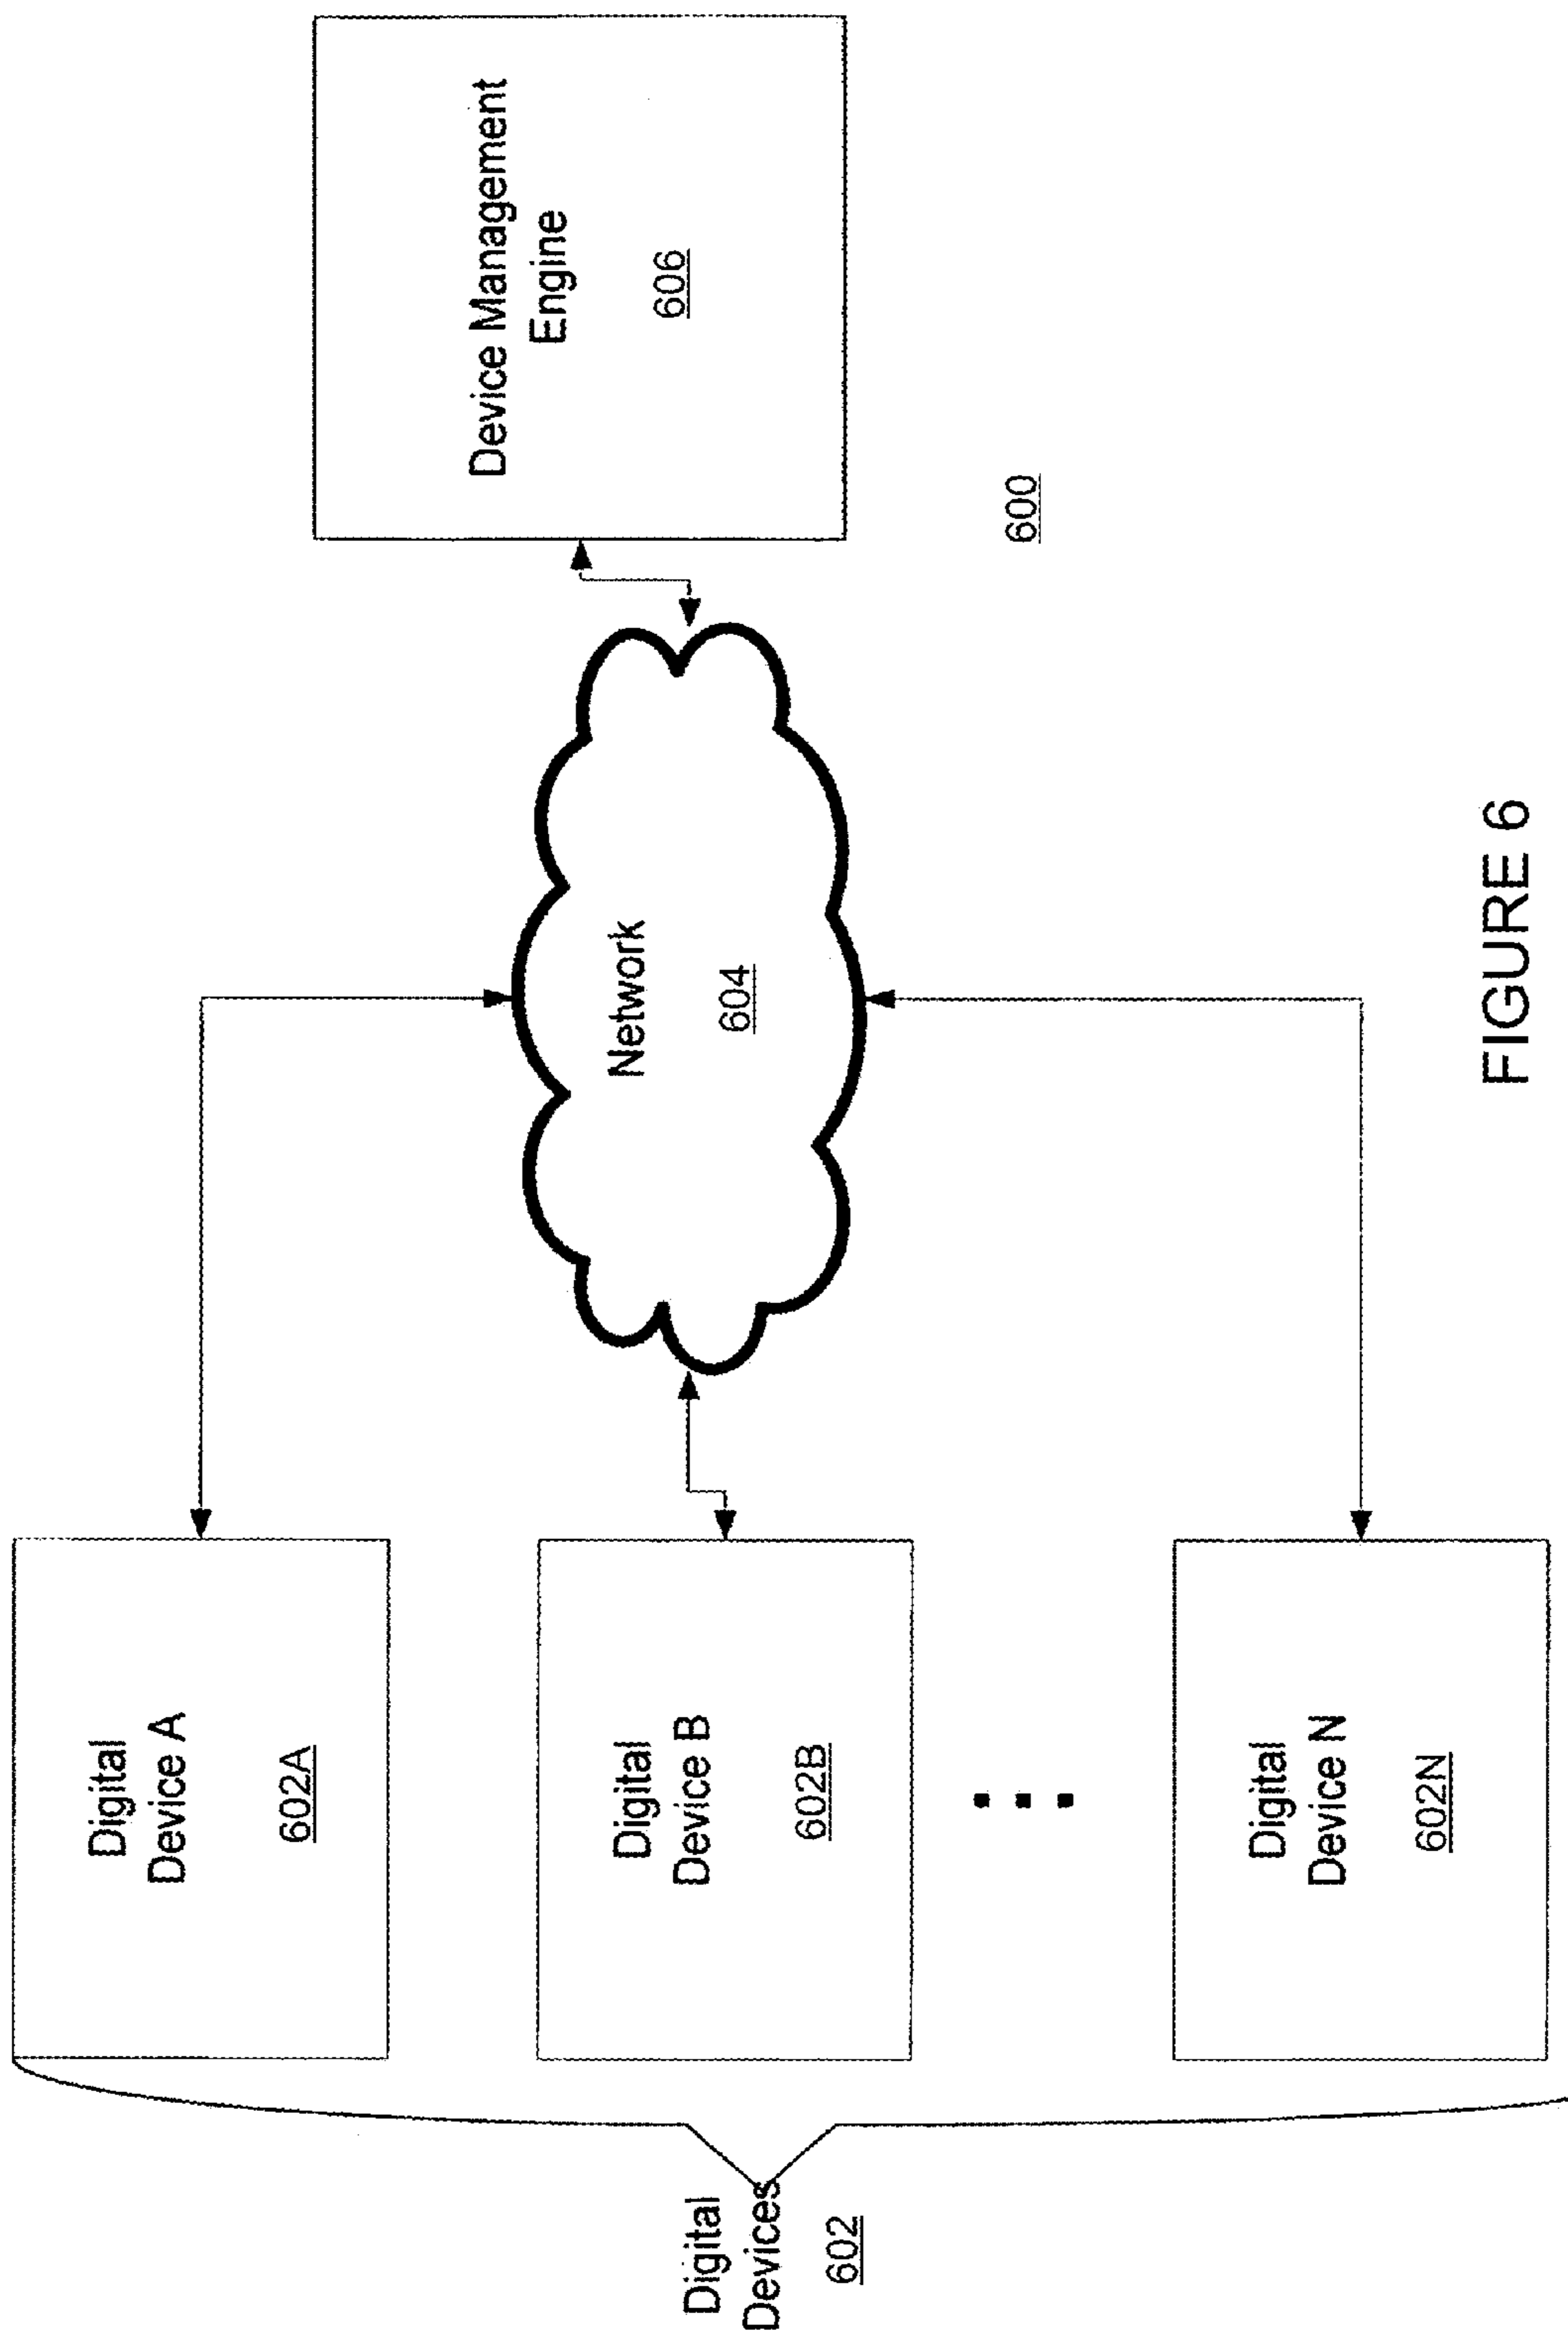 Digital
Devices
602
Digital
Device A
602A
Digital
Device B
602B
Digital
Device N
602N
Network
604
Device Management
Engine
606
600
FIGURE 6